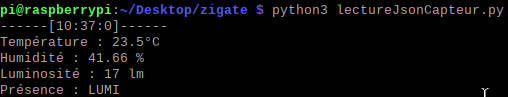 pi@raspberrypi:~/Desktop/zigate $ python3 lectureJsonCapteur.py
------[10:37:0]------
Température : 23.5°C
Humidité : 41.66 %
Luminosité : 17 lm
Présence : LUMI